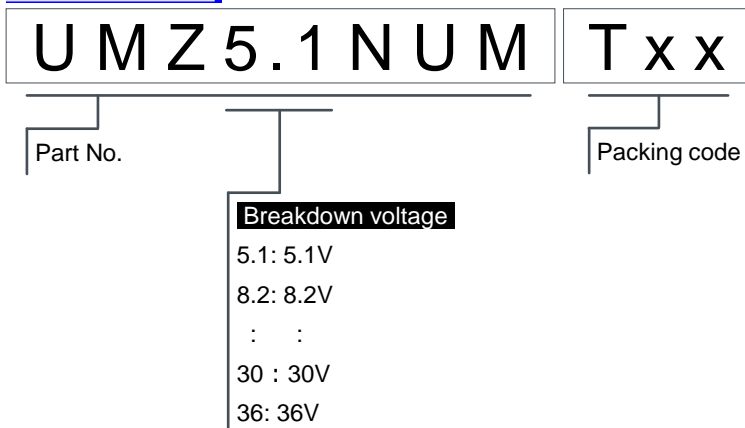 UMZ5.1NUM Txx
Part No. Packing code
Breakdown voltage
5.1: 5.1V
8.2: 8.2V
: :
30 : 30V
36: 36V